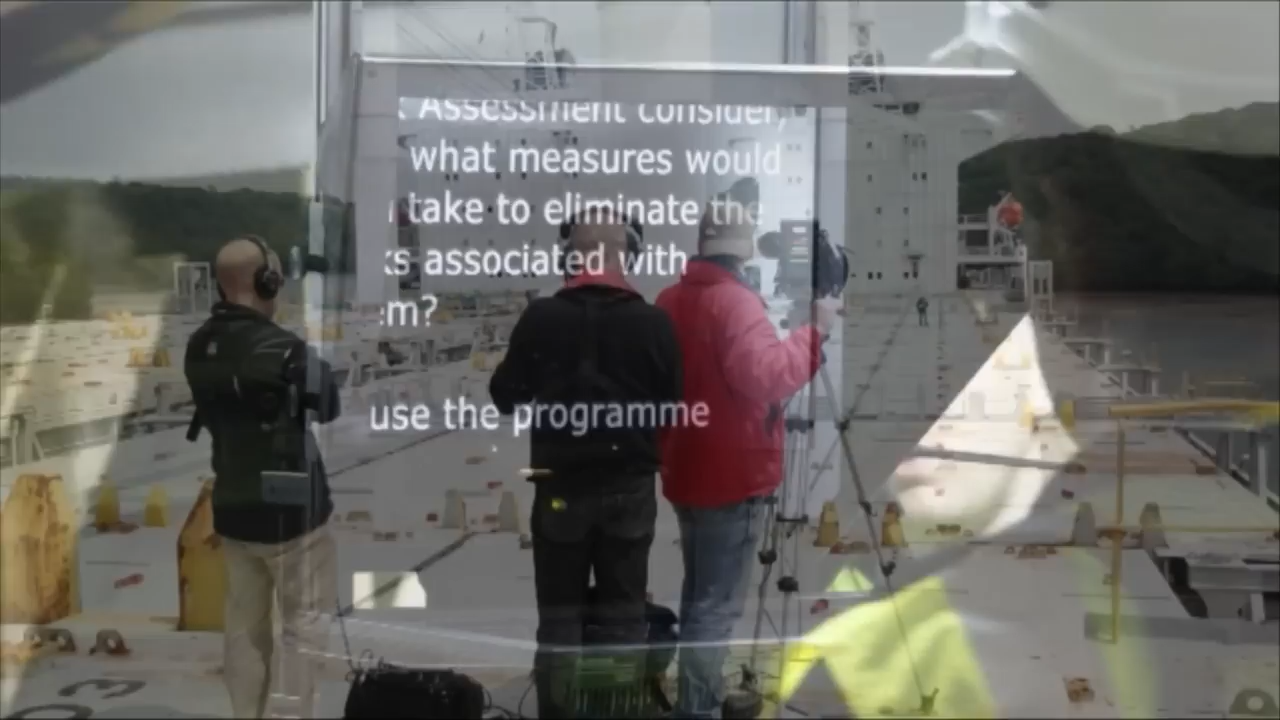 Assessment consider,
what measures would
take to eliminate the
associated with
use the programme